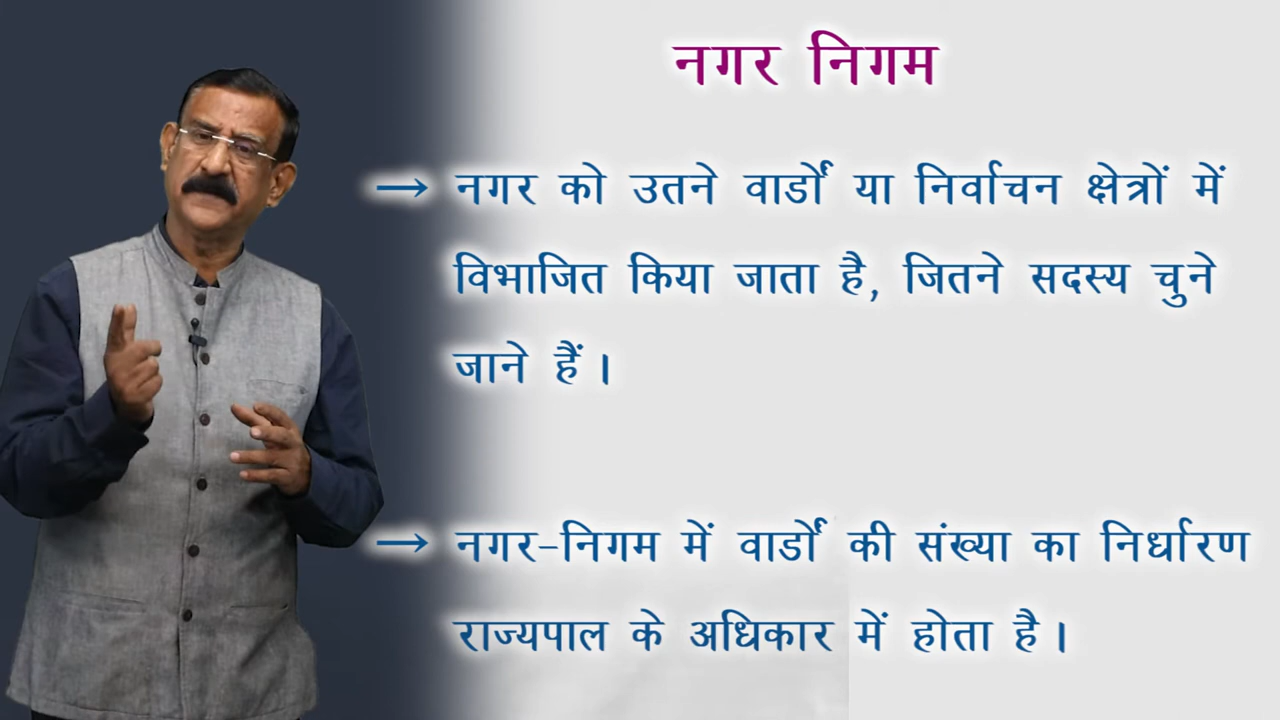 नगर निगम
→ नगर को उतने वार्डों या निर्वाचन क्षेत्रों में
विभाजित किया जाता है, जितने सदस्य चुने
जाने हैं।
→ नगर-निगम में वार्डों की संख्या का निर्धारण
राज्यपाल के अधिकार में होता है।